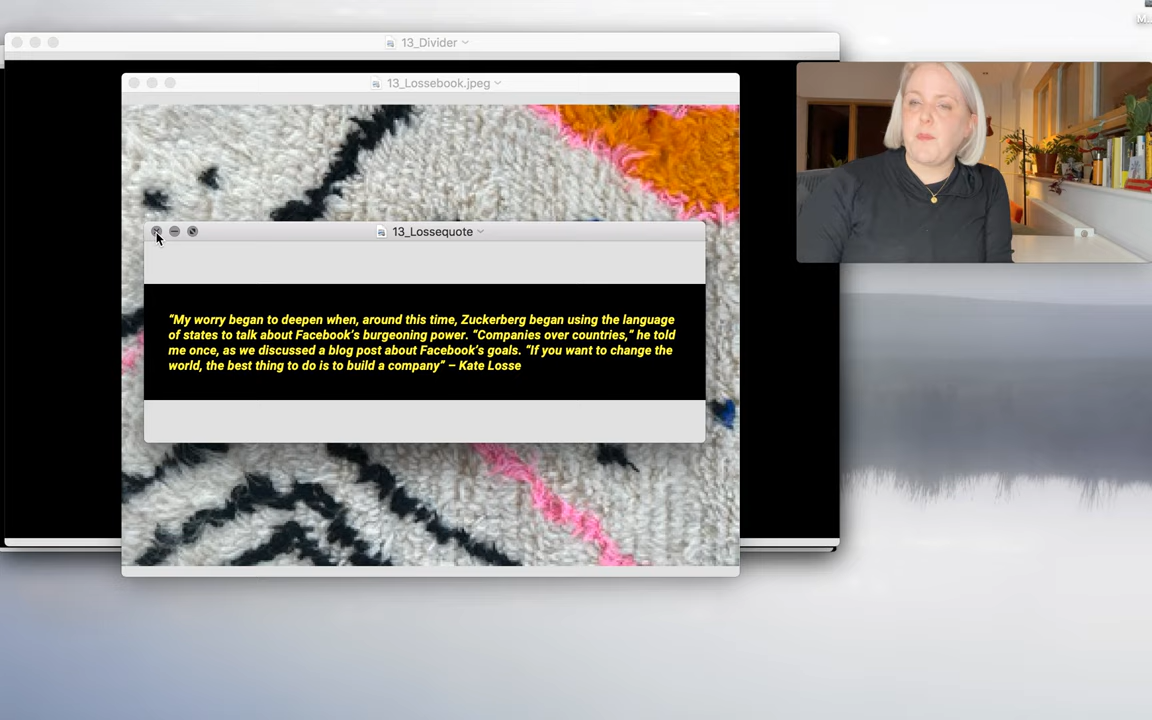 M...
13_Divider
13_Lossebook.jpeg
13_Lossequote
“My worry began to deepen when, around this time, Zuckerberg began using the language
of states to talk about Facebook’s burgeoning power. “Companies over countries,” he told
me once, as we discussed a blog post about Facebook’s goals. “If you want to change the
world, the best thing to do is to build a company” – Kate Losse